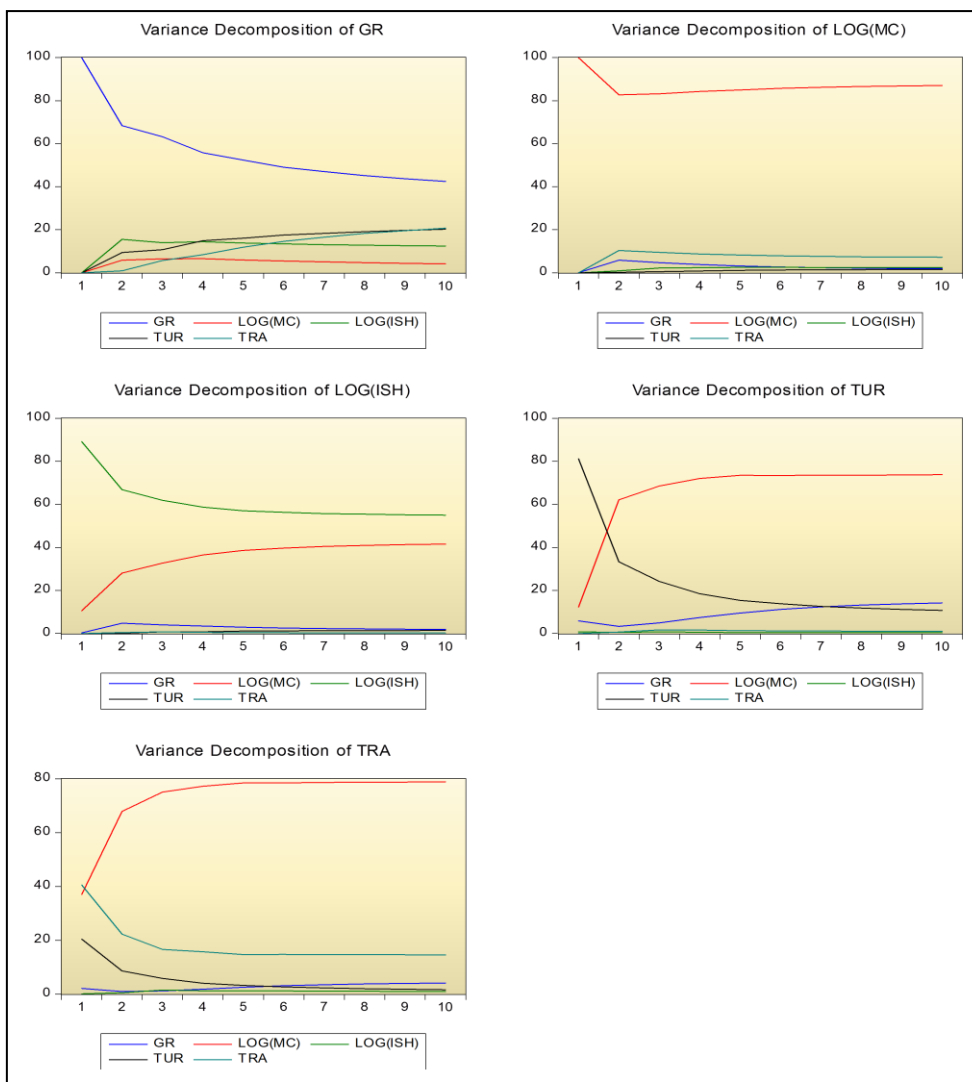 Variance Decomposition of GR
100
80
60
40
20
0
1 2 3 4 5 6 7 8 9 10
GR LOG(MC) LOG(ISH)
TUR TRA
Variance Decomposition of LOG(MC)
100
80
60
40
20
0
1 2 3 4 5 6 7 8 9 10
GR LOG(MC) LOG(ISH)
TUR TRA
Variance Decomposition of LOG(ISH)
100
80
60
40
20
0
1 2 3 4 5 6 7 8 9 10
GR LOG(MC) LOG(ISH)
TUR TRA
Variance Decomposition of TUR
100
80
60
40
20
0
1 2 3 4 5 6 7 8 9 10
GR LOG(MC) LOG(ISH)
TUR TRA
Variance Decomposition of TRA
80
60
40
20
0
1 2 3 4 5 6 7 8 9 10
GR LOG(MC) LOG(ISH)
TUR TRA